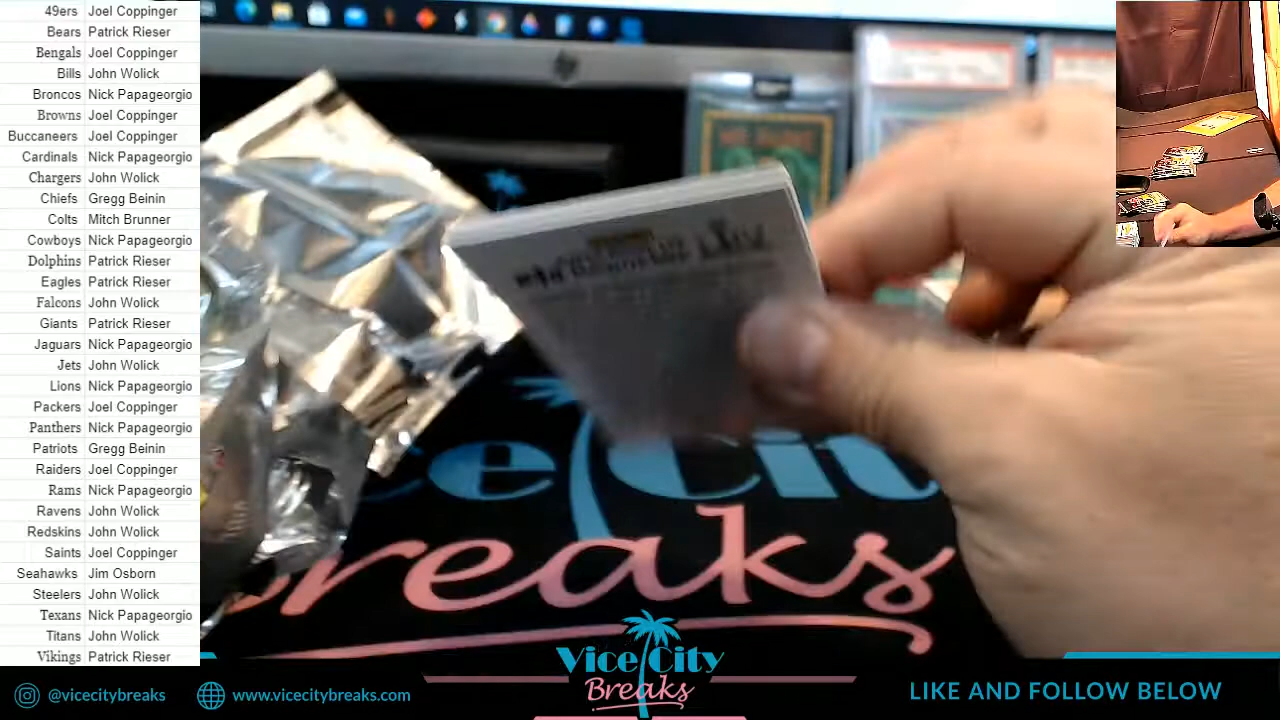 49ers Joel Coppinger
Bears Patrick Rieser
Bengals Joel Coppinger
Bills John Wolick
Broncos Nick Papageorgio
Browns Joel Coppinger
Buccaneers Joel Coppinger
Cardinals Nick Papageorgio
Chargers John Wolick
Chiefs Gregg Beinin
Colts Mitch Brunner
Cowboys Nick Papageorgio
Dolphins Patrick Rieser
Eagles Patrick Rieser
Falcons John Wolick
Giants Patrick Rieser
Jaguars Nick Papageorgio
Jets John Wolick
Lions Nick Papageorgio
Packers Joel Coppinger
Panthers Nick Papageorgio
Patriots Gregg Beinin
Raiders Joel Coppinger
Rams Nick Papageorgio
Ravens John Wolick
Redskins John Wolick
Saints Joel Coppinger
Seahawks Jim Osborn
Steelers John Wolick
Texans Nick Papageorgio
Titans John Wolick
Vikings Patrick Rieser
ce City
Breaks
@vicecitybreaks
www.vicecitybreaks.com
Vice City
Breaks
LIKE AND FOLLOW BELOW